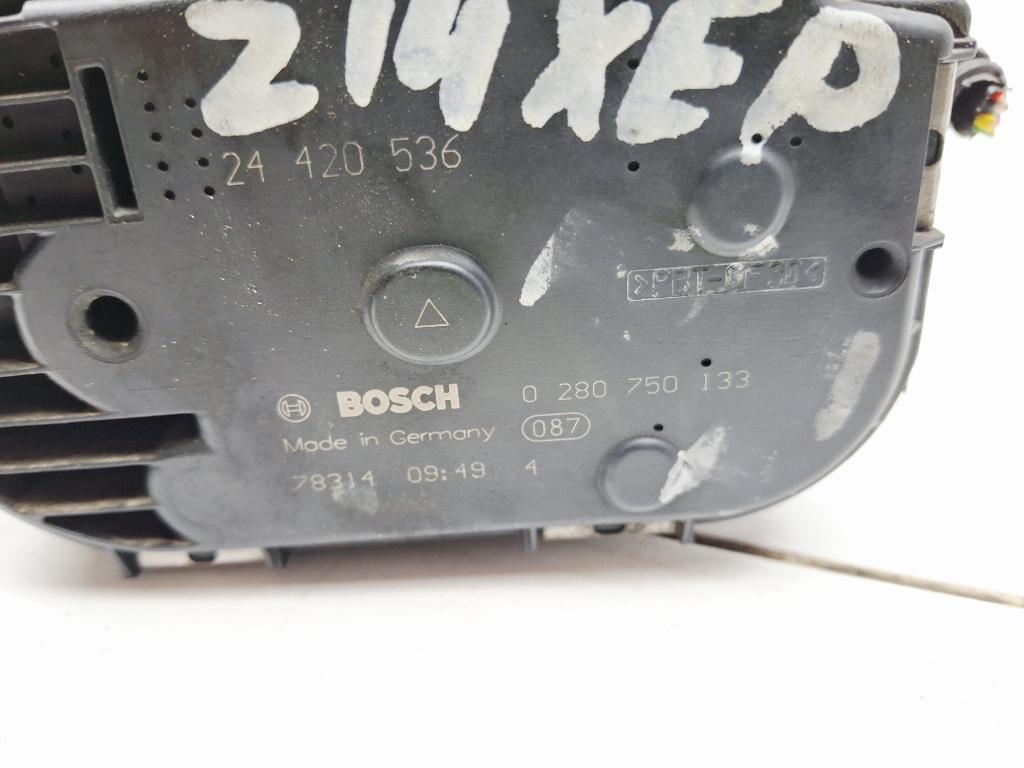 Z14XEP
24 420 536
>PBT-GF30<
BOSCH 0 280 750 133
Made in Germany 087
78314 09:49 4